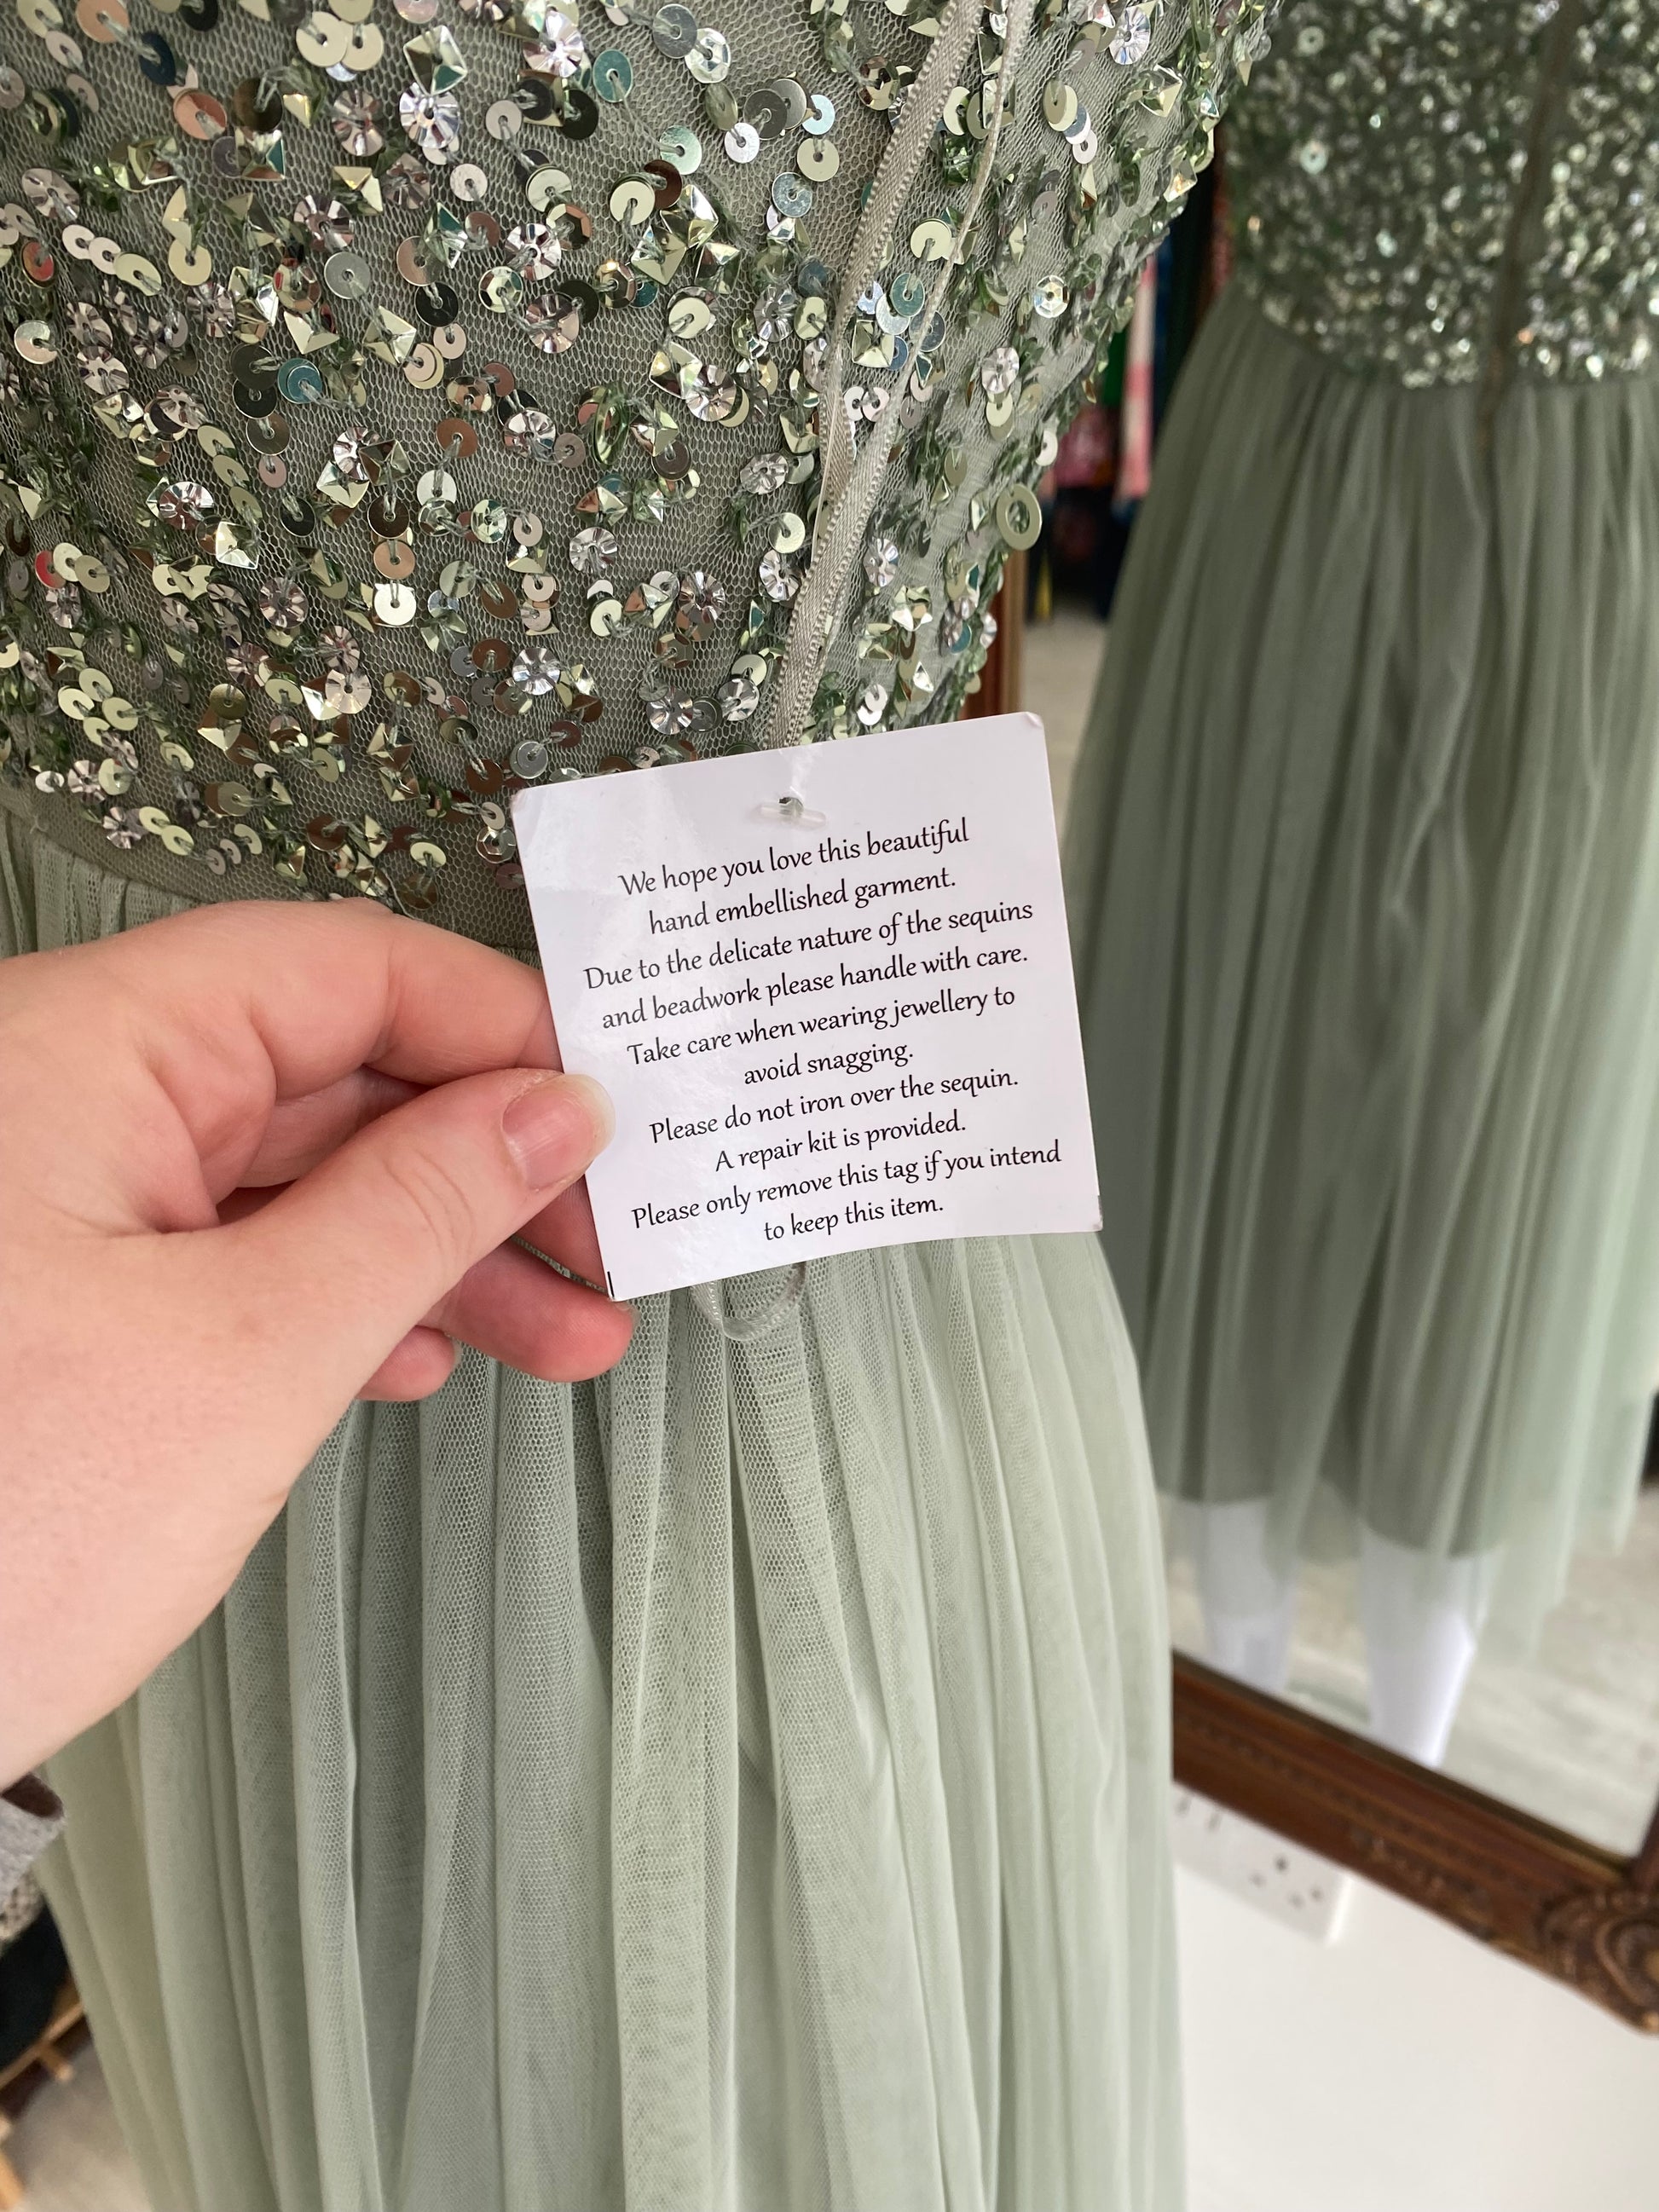 We hope you love this beautiful
hand embellished garment.
Due to the delicate nature of the sequins
and beadwork please handle with care.
Take care when wearing jewellery to
avoid snagging.
Please do not iron over the sequin.
A repair kit is provided.
Please only remove this tag if you intend
to keep this item.